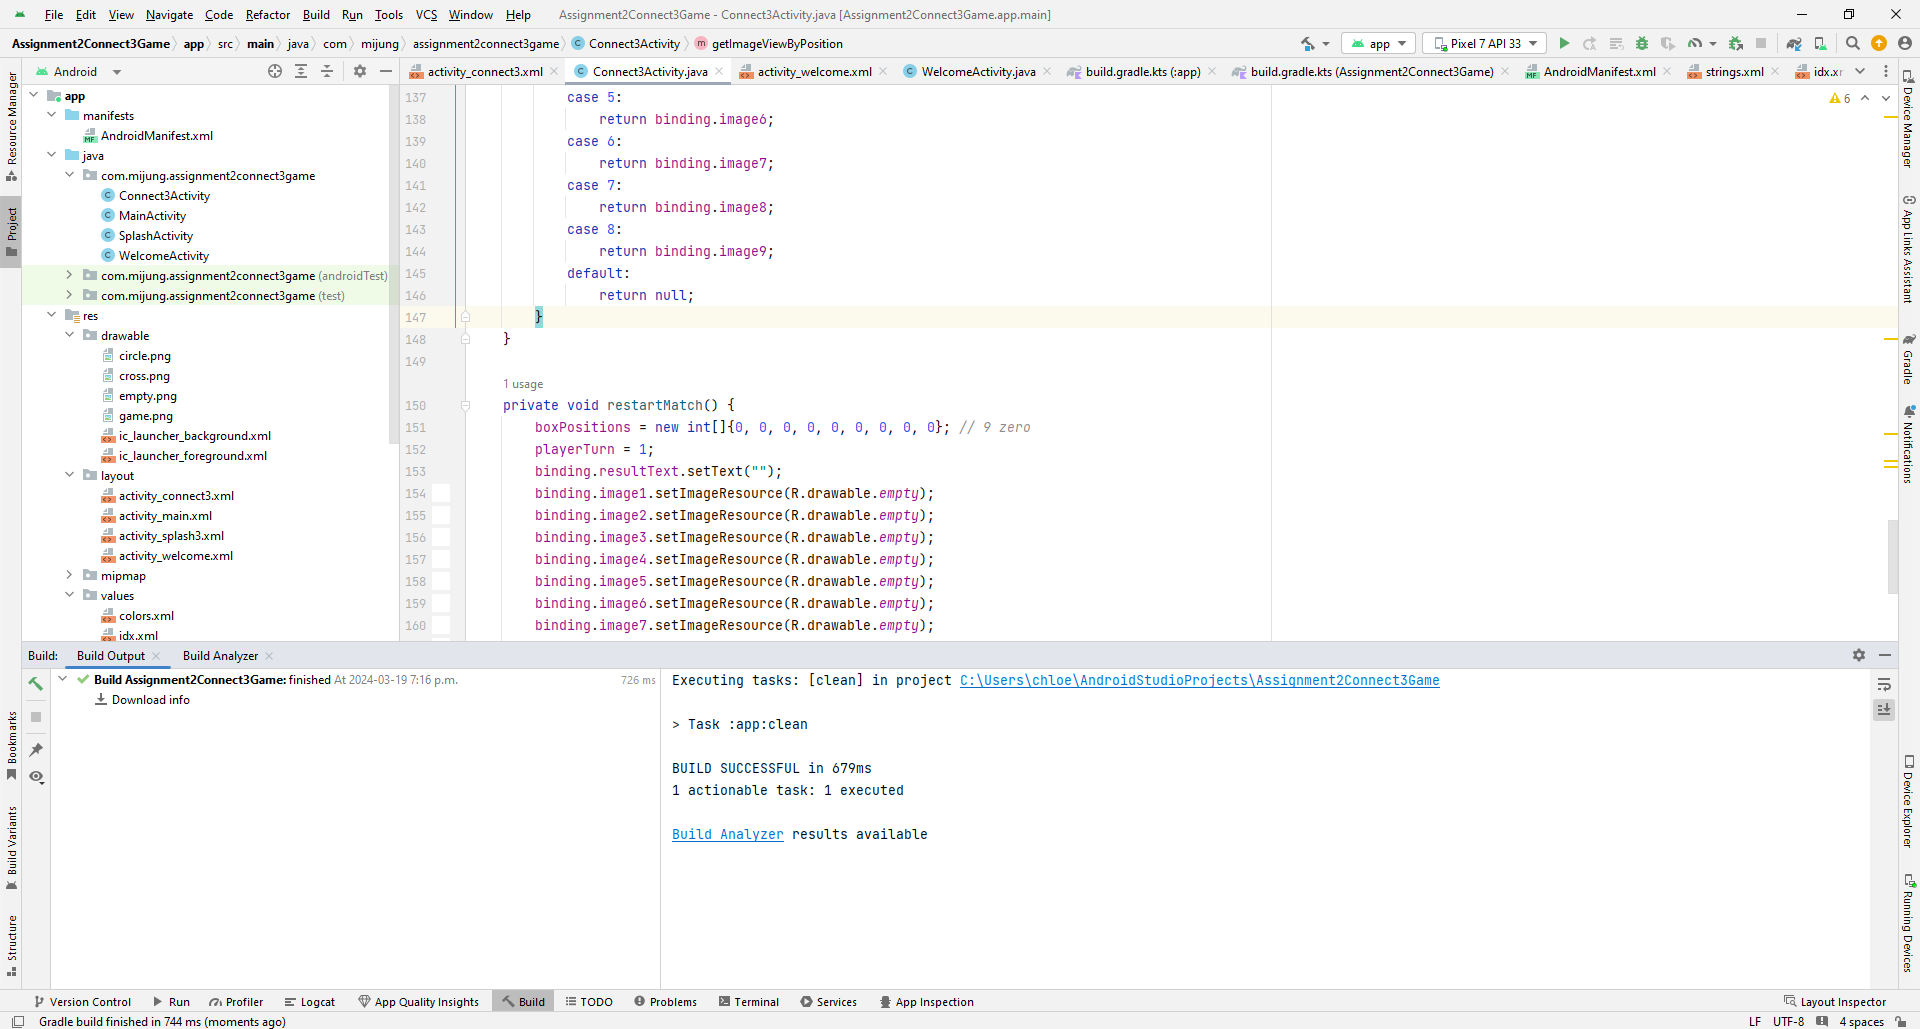 File Edit View Navigate Code Refactor Build Run Tools VCS Window Help Assignment2Connect3Game - Connect3Activity.java [Assignment2Connect3Game.app.main]
Assignment2Connect3Game app src main java com mijung assignment2connect3game Connect3Activity getImageViewByPosition app Pixel 7 API 33
Android activity_connect3.xml Connect3Activity.java activity_welcome.xml WelcomeActivity.java build.gradle.kts (:app) build.gradle.kts (Assignment2Connect3Game) AndroidManifest.xml strings.xml idx.xr
Resource Manager
Project
Bookmarks
Build Variants
Structure
app
manifests
AndroidManifest.xml
java
com.mijung.assignment2connect3game
Connect3Activity
MainActivity
SplashActivity
WelcomeActivity
com.mijung.assignment2connect3game (androidTest)
com.mijung.assignment2connect3game (test)
res
drawable
circle.png
cross.png
empty.png
game.png
ic_launcher_background.xml
ic_launcher_foreground.xml
layout
activity_connect3.xml
activity_main.xml
activity_splash3.xml
activity_welcome.xml
mipmap
values
colors.xml
idx.xml
6
137 case 5:
138 return binding.image6;
139 case 6:
140 return binding.image7;
141 case 7:
142 return binding.image8;
143 case 8:
144 return binding.image9;
145 default:
146 return null;
147 }
148 }
149
1 usage
150 private void restartMatch() {
151 boxPositions = new int[]{0, 0, 0, 0, 0, 0, 0, 0, 0}; // 9 zero
152 playerTurn = 1;
153 binding.resultText.setText("");
154 binding.image1.setImageResource(R.drawable.empty);
155 binding.image2.setImageResource(R.drawable.empty);
156 binding.image3.setImageResource(R.drawable.empty);
157 binding.image4.setImageResource(R.drawable.empty);
158 binding.image5.setImageResource(R.drawable.empty);
159 binding.image6.setImageResource(R.drawable.empty);
160 binding.image7.setImageResource(R.drawable.empty);
Device Manager
App Links Assistant
Gradle
Notifications
Device Explorer
Running Devices
Build: Build Output Build Analyzer
Build Assignment2Connect3Game: finished At 2024-03-19 7:16 p.m. 726 ms
Download info
Executing tasks: [clean] in project C:\Users\chloe\AndroidStudioProjects\Assignment2Connect3Game
> Task :app:clean
BUILD SUCCESSFUL in 679ms
1 actionable task: 1 executed
Build Analyzer results available
Version Control Run Profiler Logcat App Quality Insights Build TODO Problems Terminal Services App Inspection Layout Inspector
Gradle build finished in 744 ms (moments ago) LF UTF-8 4 spaces